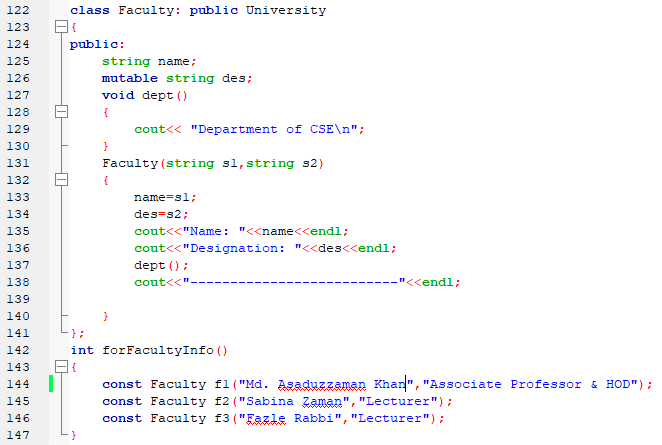 122 class Faculty: public University
123 {
124 public:
125 string name;
126 mutable string des;
127 void dept()
128 {
129 cout<< "Department of CSE\n";
130 }
131 Faculty(string s1,string s2)
132 {
133 name=s1;
134 des=s2;
135 cout<<"Name: "<<name<<endl;
136 cout<<"Designation: "<<des<<endl;
137 dept();
138 cout<<"--------------------------"<<endl;
139
140 }
141 };
142 int forFacultyInfo()
143 {
144 const Faculty f1("Md. Asaduzzaman Khan","Associate Professor & HOD");
145 const Faculty f2("Sabina Zaman","Lecturer");
146 const Faculty f3("Fazle Rabbi","Lecturer");
147 }